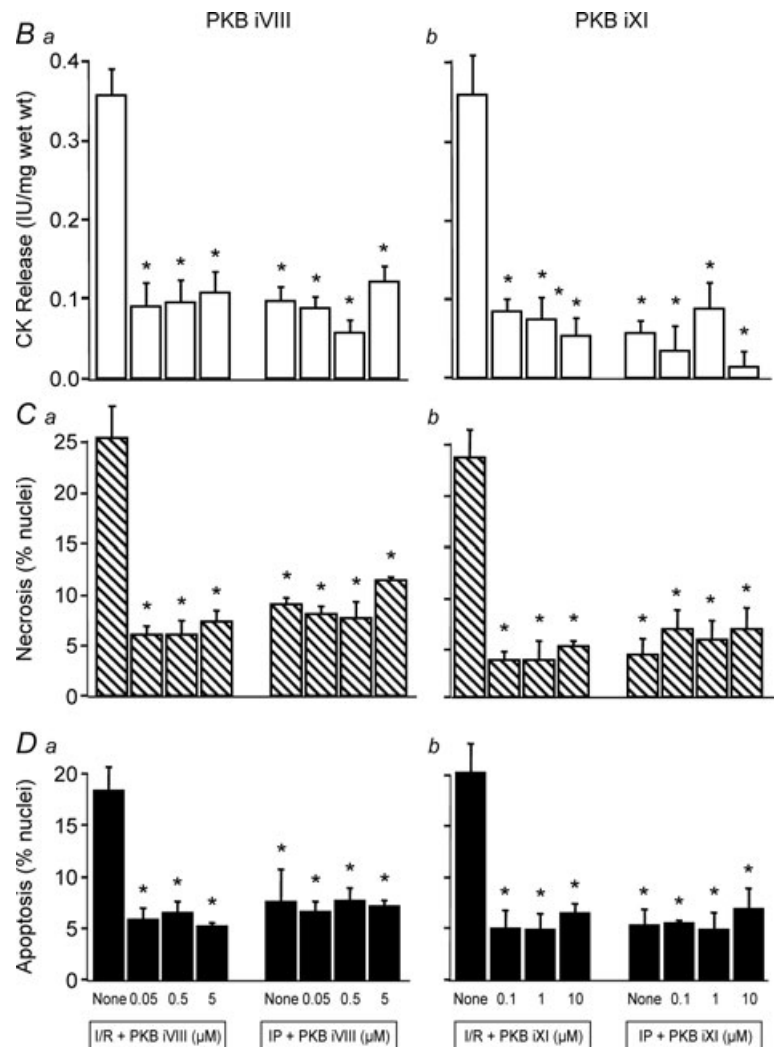 PKB iVIII PKB iXI
B a b
CK Release (IU/mg wet wt)
0.4
0.3
0.2
0.1
0.0
* * * * * * *
* * * * * * * *
C a b
Necrosis (% nuclei)
25
20
15
10
5
0
* * * * * * *
* * * * * * *
D a b
Apoptosis (% nuclei)
20
15
10
5
0
* * * * * * *
* * * * * * *
None 0.05 0.5 5 None 0.05 0.5 5 None 0.1 1 10 None 0.1 1 10
I/R + PKB iVIII (µM) IP + PKB iVIII (µM) I/R + PKB iXI (µM) IP + PKB iXI (µM)